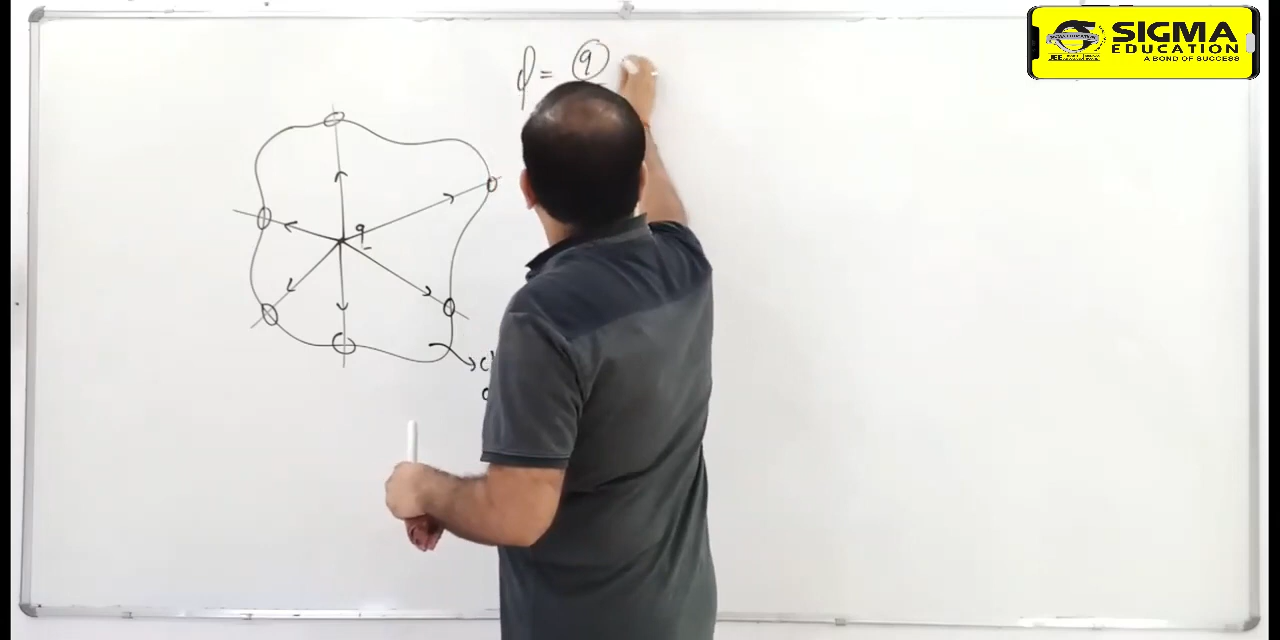 SIGMA
EDUCATION
A BOND OF SUCCESS
φ = q
q